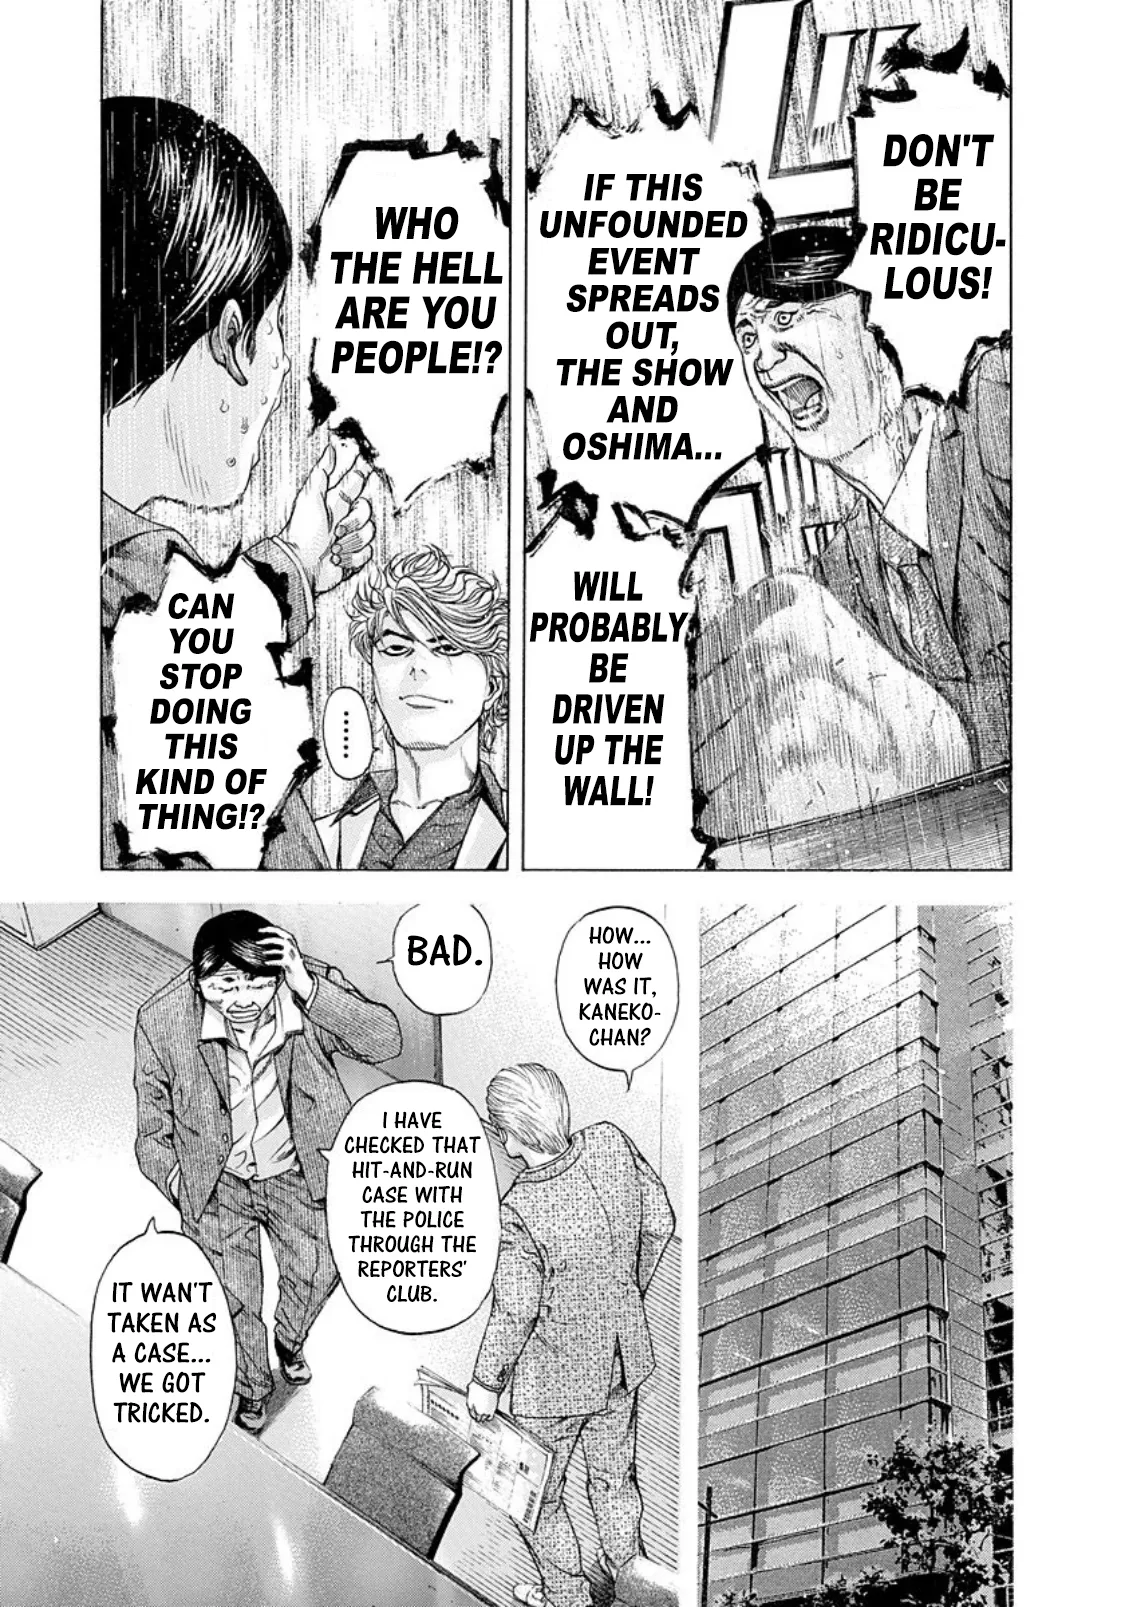 DON'T
BE
RIDICU-
LOUS!
IF THIS
UNFOUNDED
EVENT
SPREADS
OUT,
THE SHOW
AND
OSHIMA...
WILL
PROBABLY
BE
DRIVEN
UP THE
WALL!
WHO
THE HELL
ARE YOU
PEOPLE!?
CAN
YOU
STOP
DOING
THIS
KIND OF
THING!?
......
HOW...
HOW
WAS IT,
KANEKO-
CHAN?
BAD.
I HAVE
CHECKED THAT
HIT-AND-RUN
CASE WITH
THE POLICE
THROUGH THE
REPORTERS'
CLUB.
IT WAN'T
TAKEN AS
A CASE...
WE GOT
TRICKED.